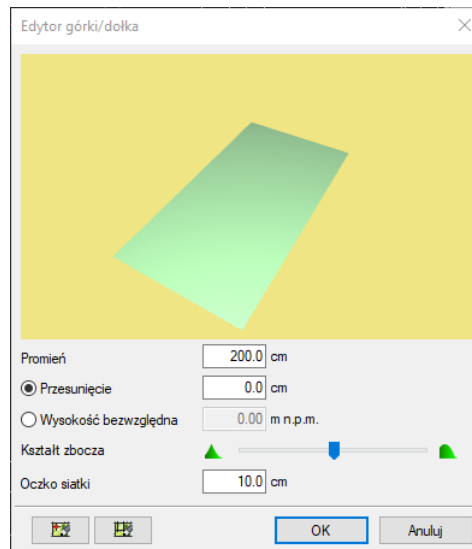 Edytor górki/dołka
Promień 200.0 cm
Przesunięcie 0.0 cm
Wysokość bezwzględna 0.00 m n.p.m.
Kształt zbocza
Oczko siatki 10.0 cm
OK Anuluj